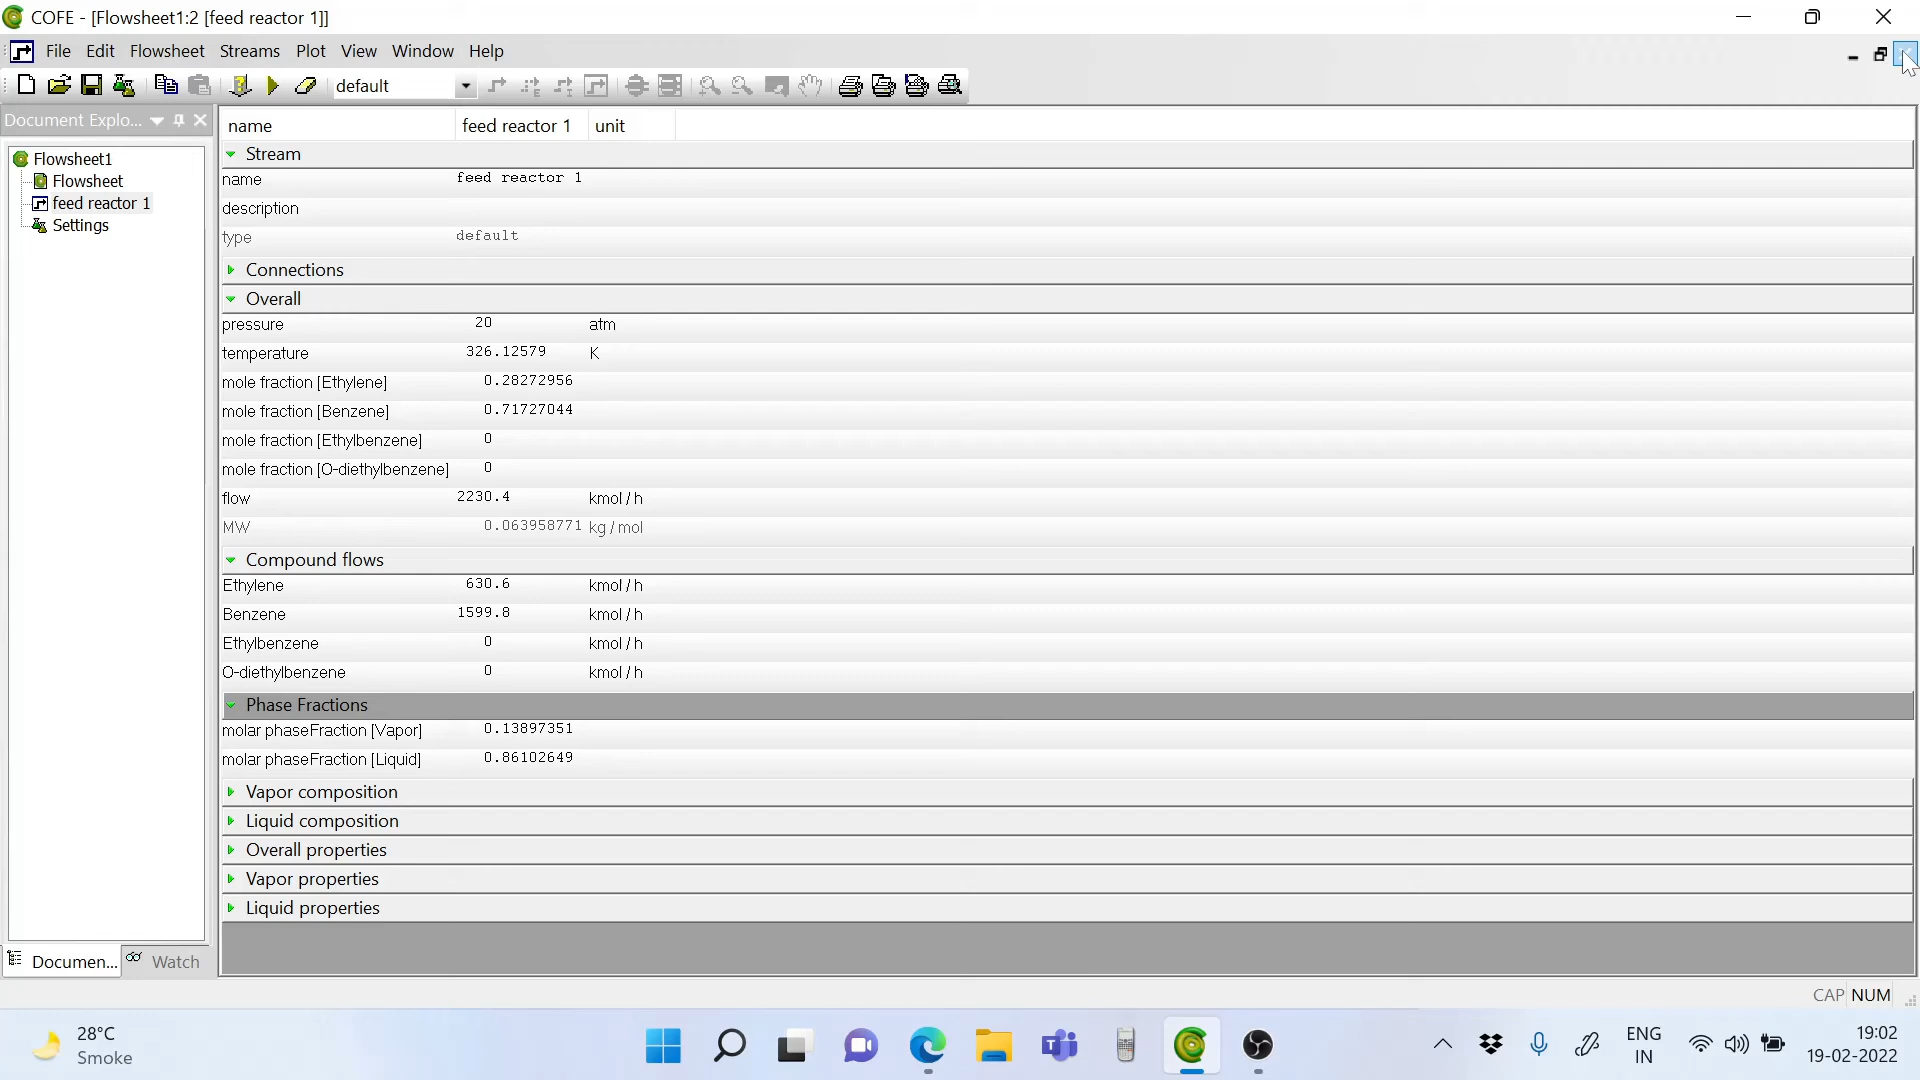 COFE - [Flowsheet1:2 [feed reactor 1]]
File Edit Flowsheet Streams Plot View Window Help
default
Document Explo...
name feed reactor 1 unit
Flowsheet1
Flowsheet
feed reactor 1
Settings
Stream
name feed reactor 1
description
type default
Connections
Overall
pressure 20 atm
temperature 326.12579 K
mole fraction [Ethylene] 0.28272956
mole fraction [Benzene] 0.71727044
mole fraction [Ethylbenzene] 0
mole fraction [O-diethylbenzene] 0
flow 2230.4 kmol / h
MW 0.063958771 kg / mol
Compound flows
Ethylene 630.6 kmol / h
Benzene 1599.8 kmol / h
Ethylbenzene 0 kmol / h
O-diethylbenzene 0 kmol / h
Phase Fractions
molar phaseFraction [Vapor] 0.13897351
molar phaseFraction [Liquid] 0.86102649
Vapor composition
Liquid composition
Overall properties
Vapor properties
Liquid properties
Documen... Watch
CAP NUM
28°C
Smoke
ENG
IN
19:02
19-02-2022